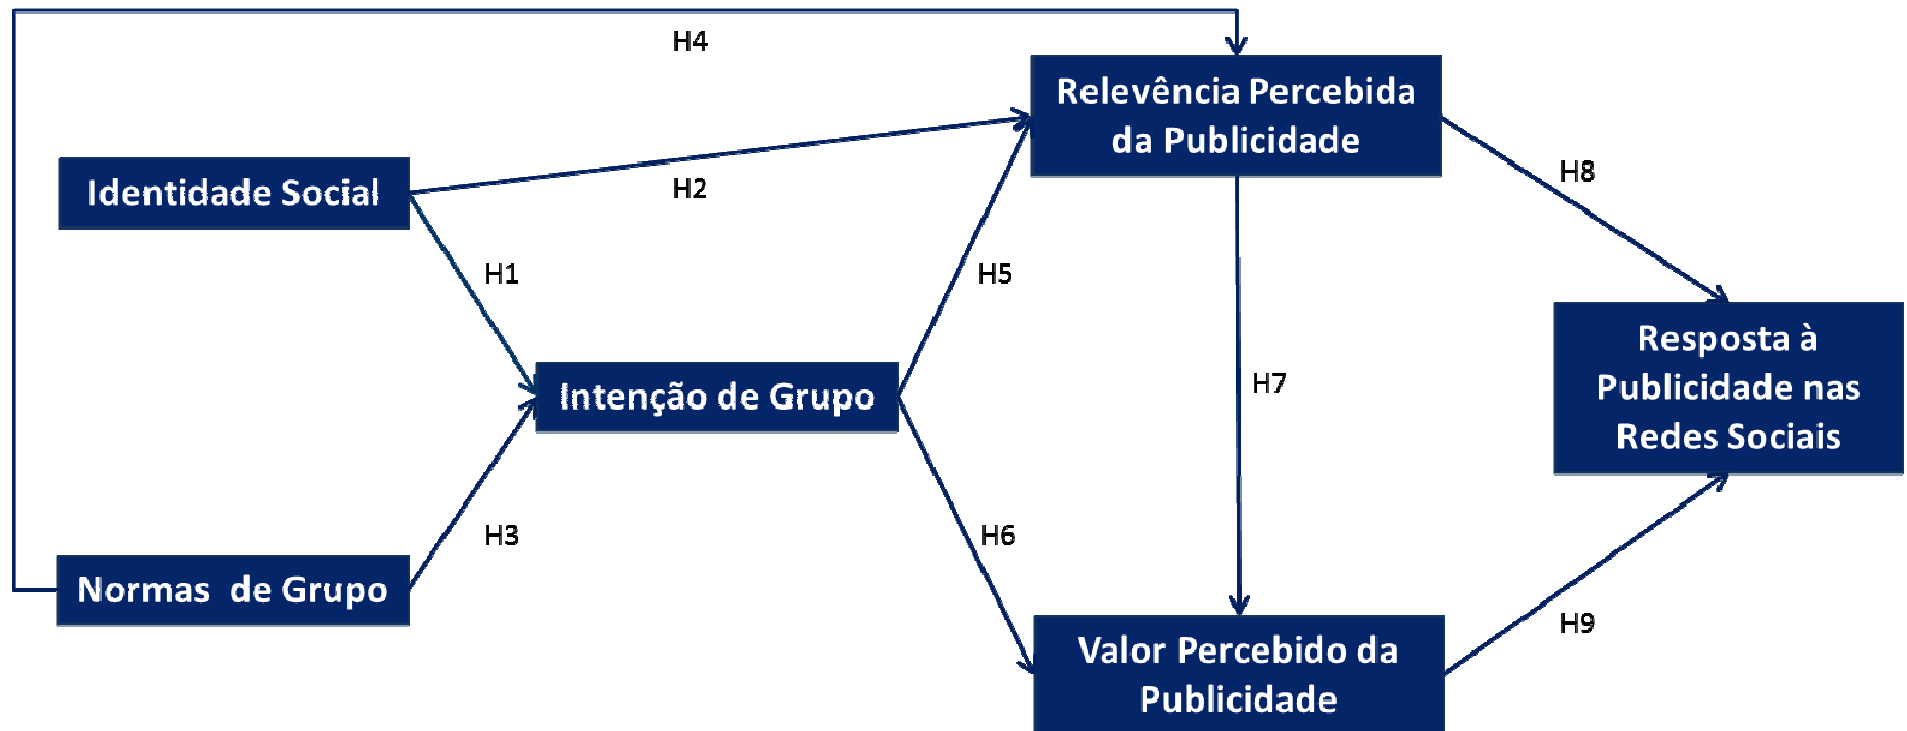 H4
Relevência Percebida
da Publicidade
Identidade Social
H2
H8
H1
H5
Resposta à
Publicidade nas
Redes Sociais
Intenção de Grupo
H7
H3
H6
Normas de Grupo
H9
Valor Percebido da
Publicidade